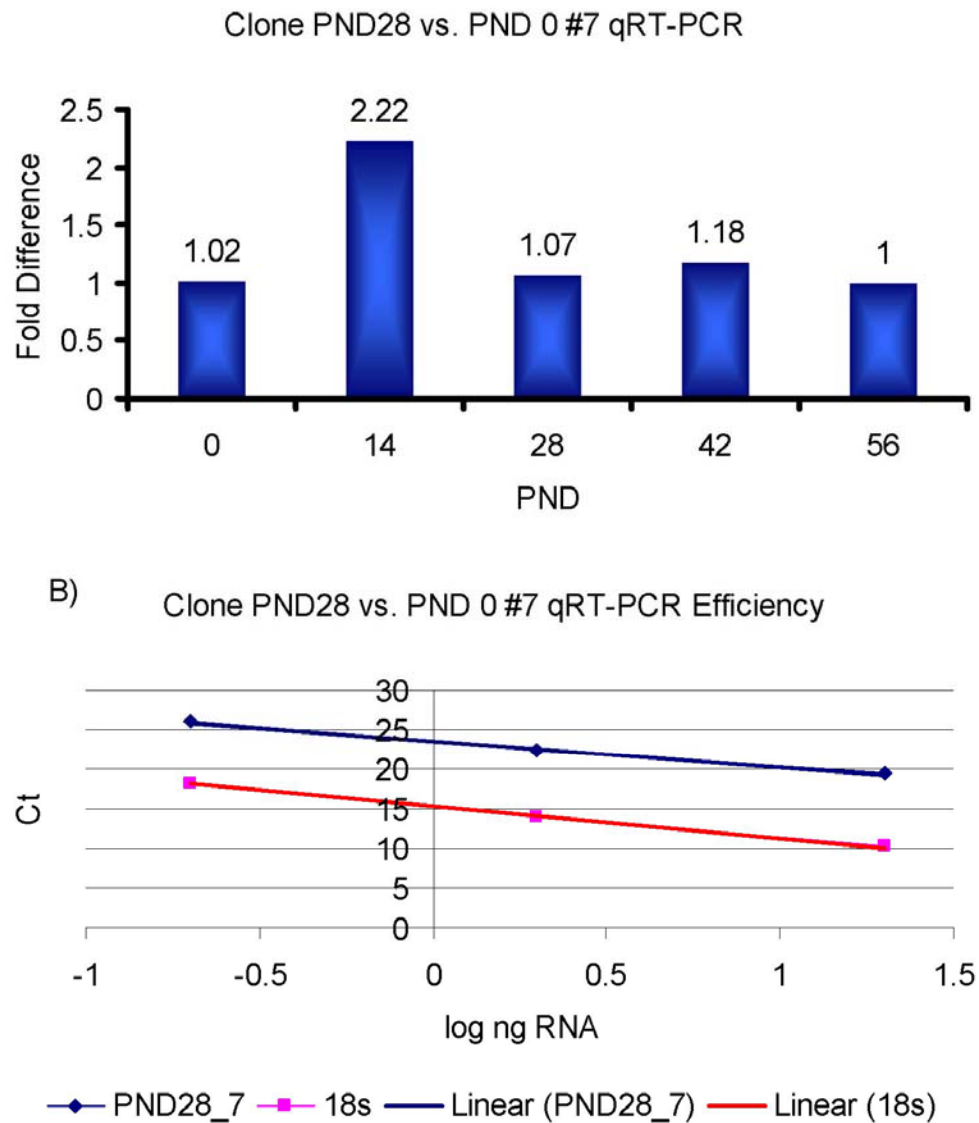 Clone PND28 vs. PND 0 #7 qRT-PCR
Fold Difference
2.5
2
1.5
1
0.5
0
1.02
2.22
1.07
1.18
1
0 14 28 42 56
PND
B)
Clone PND28 vs. PND 0 #7 qRT-PCR Efficiency
Ct
30
25
20
15
10
5
0
-1 -0.5 0 0.5 1 1.5
log ng RNA
PND28_7 18s Linear (PND28_7) Linear (18s)